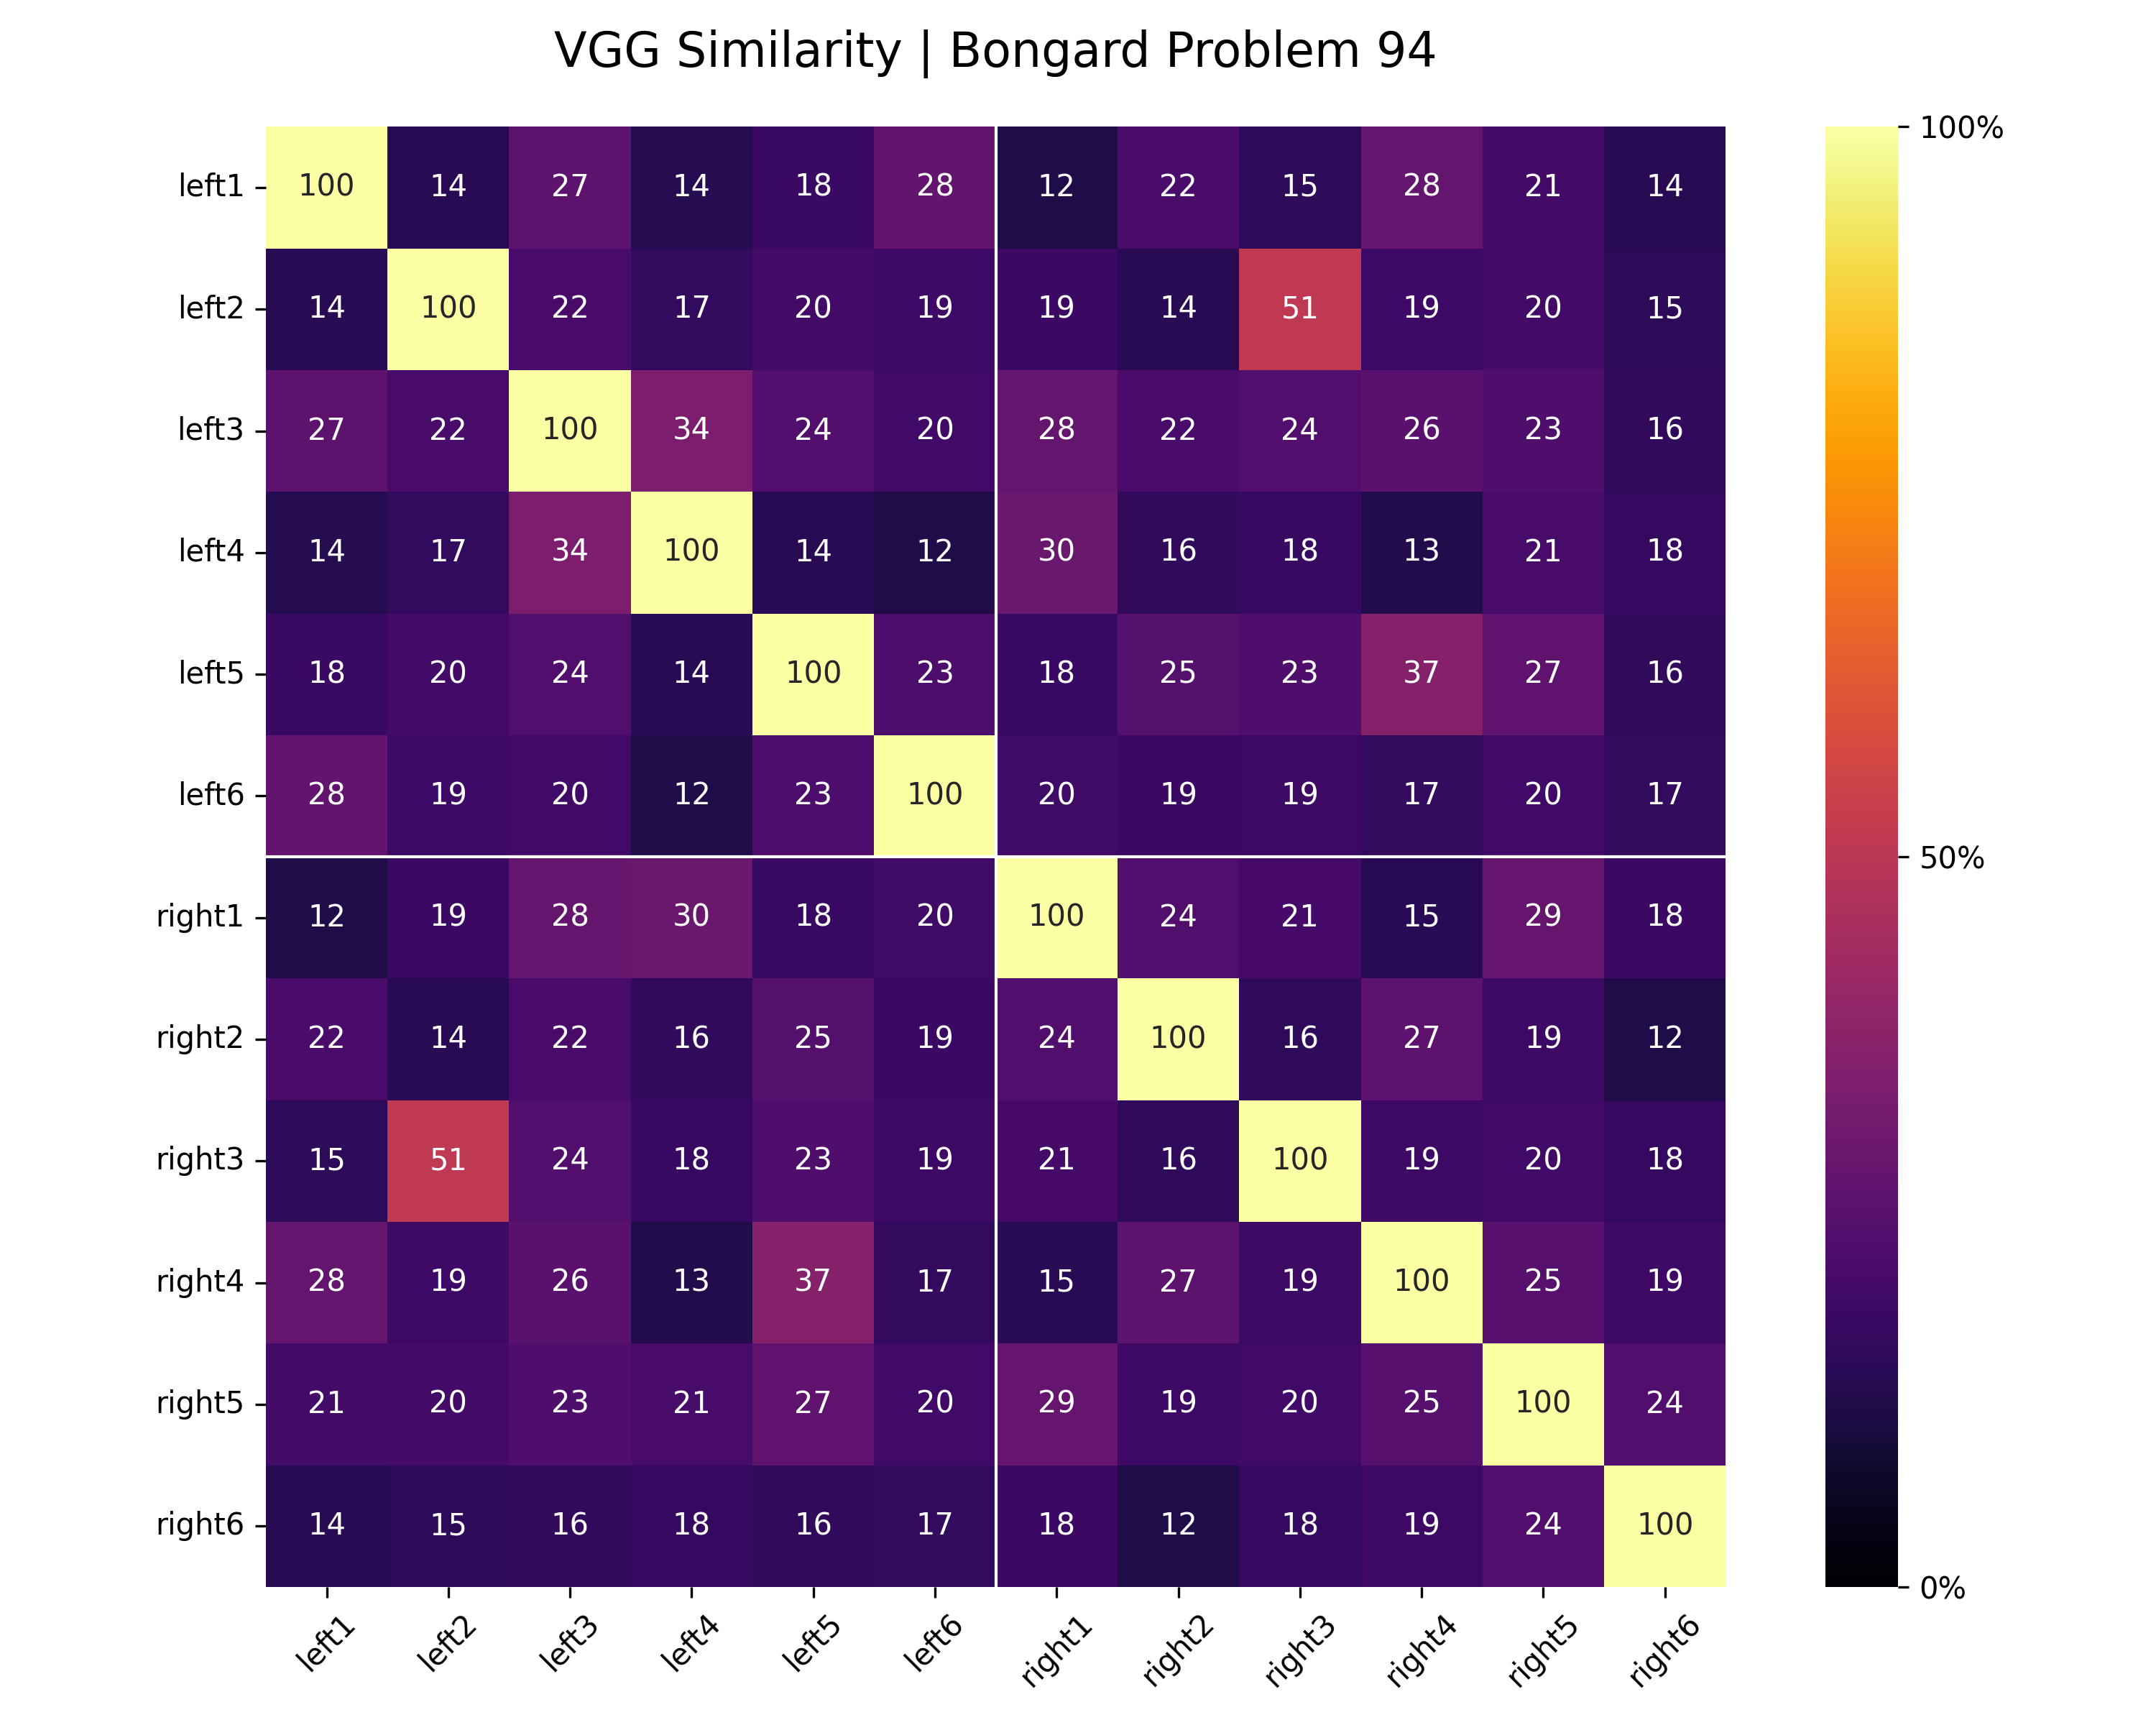 VGG Similarity | Bongard Problem 94
left1 100 14 27 14 18 28 12 22 15 28 21 14
left2 14 100 22 17 20 19 19 14 51 19 20 15
left3 27 22 100 34 24 20 28 22 24 26 23 16
left4 14 17 34 100 14 12 30 16 18 13 21 18
left5 18 20 24 14 100 23 18 25 23 37 27 16
left6 28 19 20 12 23 100 20 19 19 17 20 17
right1 12 19 28 30 18 20 100 24 21 15 29 18
right2 22 14 22 16 25 19 24 100 16 27 19 12
right3 15 51 24 18 23 19 21 16 100 19 20 18
right4 28 19 26 13 37 17 15 27 19 100 25 19
right5 21 20 23 21 27 20 29 19 20 25 100 24
right6 14 15 16 18 16 17 18 12 18 19 24 100
left1 left2 left3 left4 left5 left6 right1 right2 right3 right4 right5 right6
100%
50%
0%